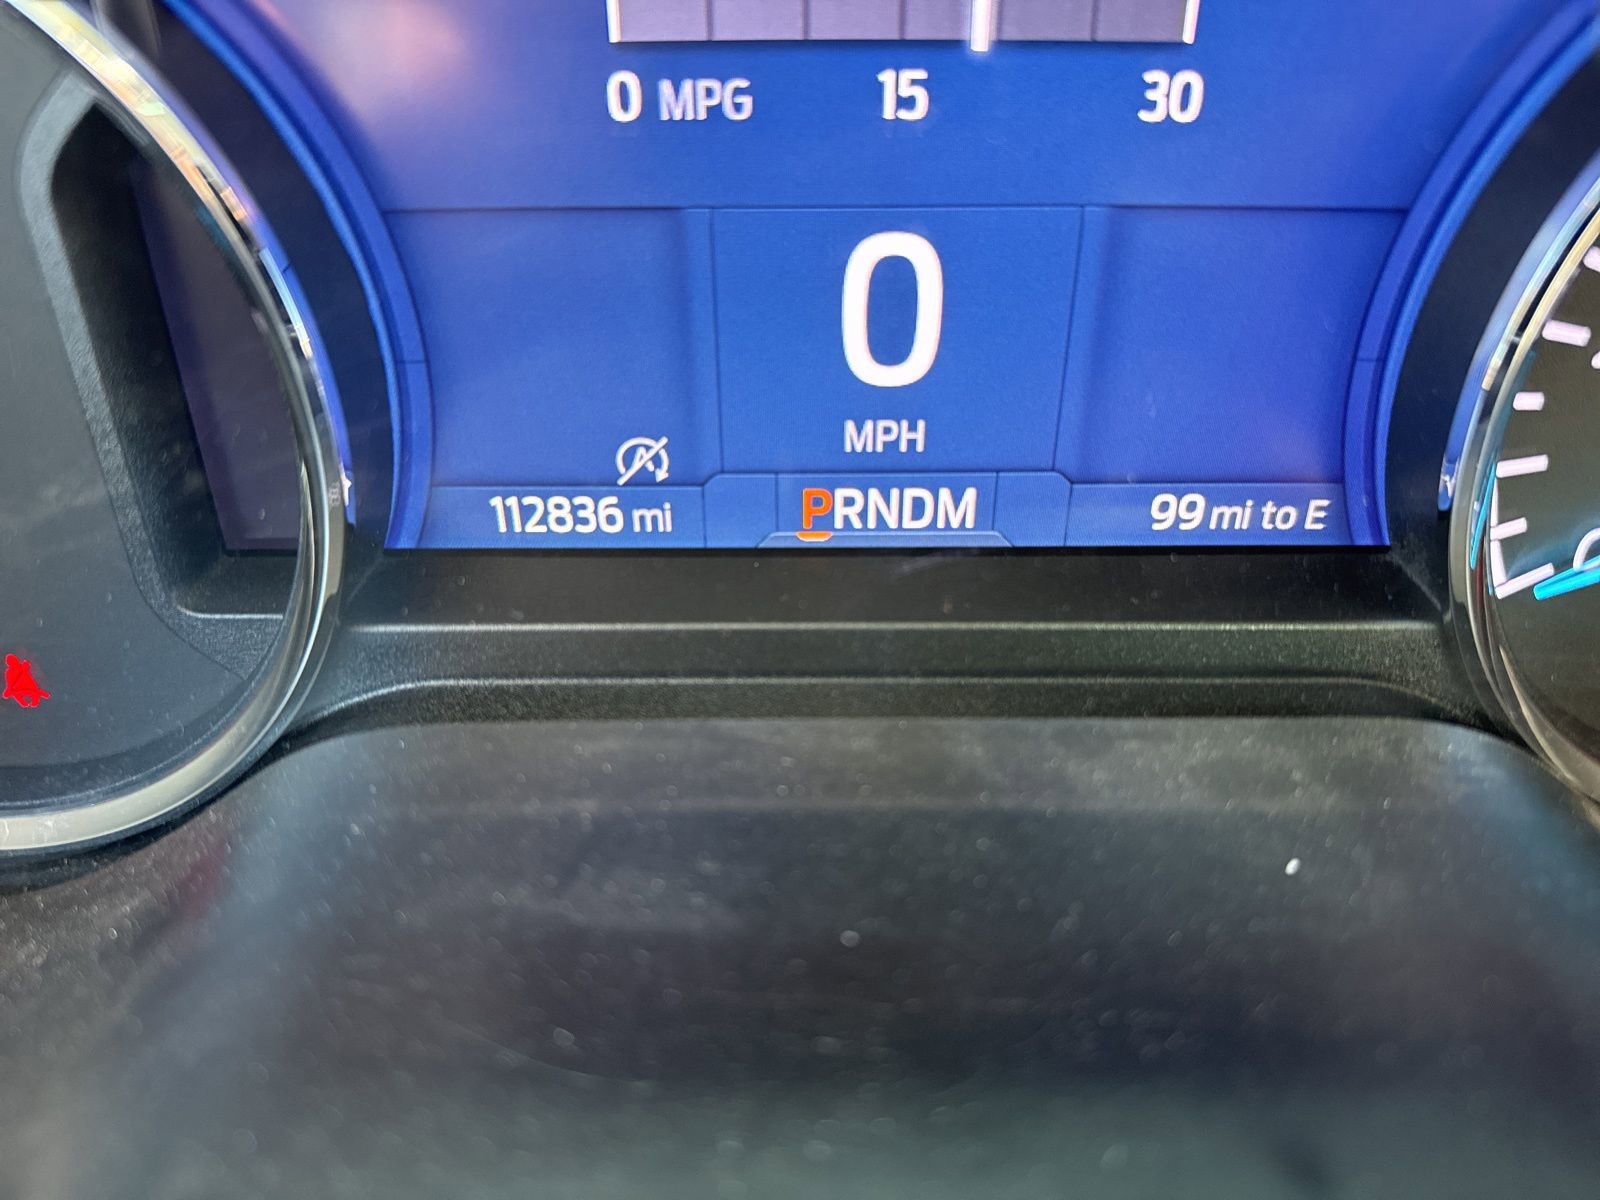 0 MPG 15 30
0
MPH
112836 mi PRNDM 99 mi to E